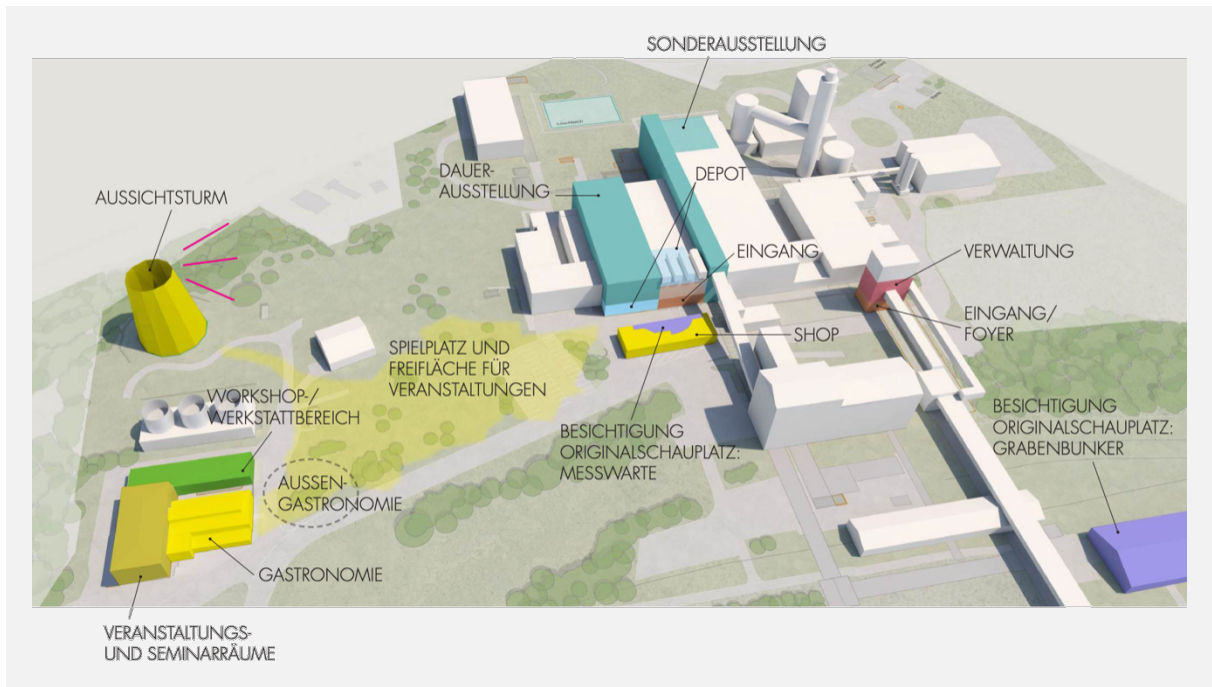 SONDERAUSSTELLUNG
DAUER-
AUSSTELLUNG
DEPOT
AUSSICHTSTURM
EINGANG
VERWALTUNG
EINGANG/
FOYER
SHOP
SPIELPLATZ UND
FREIFLÄCHE FÜR
VERANSTALTUNGEN
WORKSHOP-/
WERKSTATTBEREICH
BESICHTIGUNG
ORIGINALSCHAUPLATZ:
MESSWARTE
BESICHTIGUNG
ORIGINALSCHAUPLATZ:
GRABENBUNKER
AUSSEN-
GASTRONOMIE
GASTRONOMIE
VERANSTALTUNGS-
UND SEMINARRÄUME